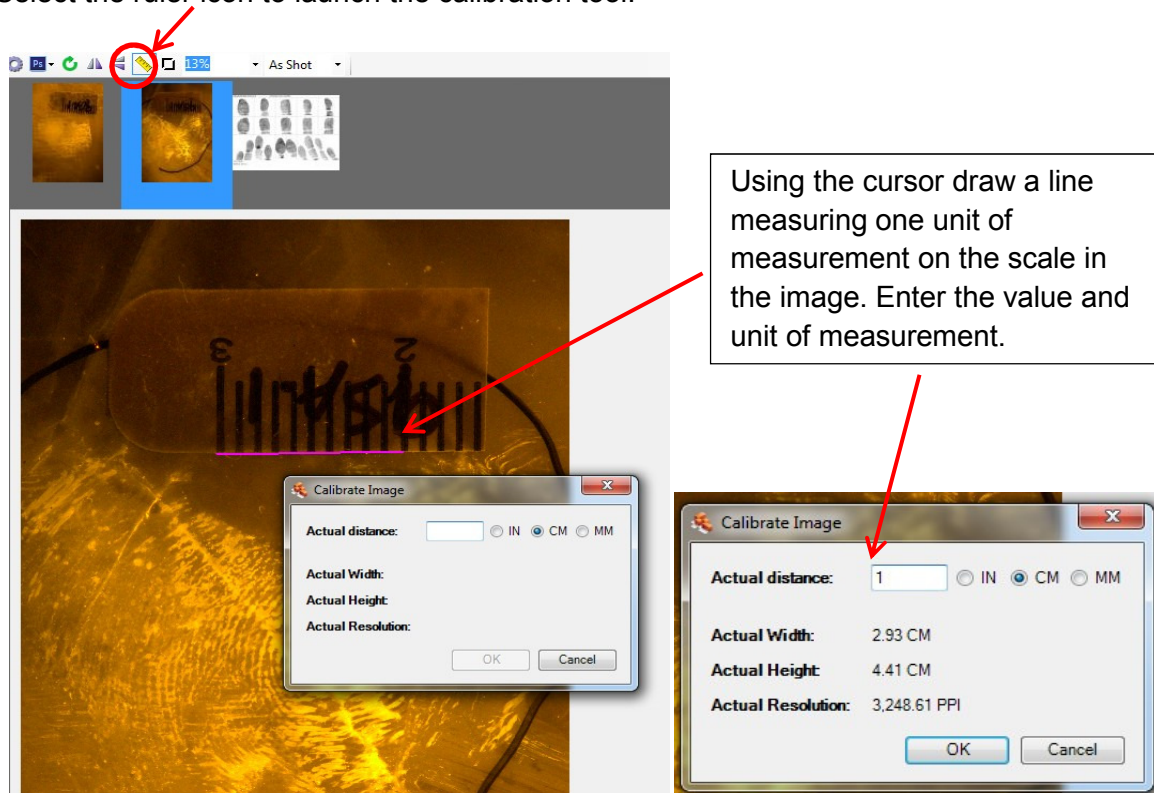 Select the ruler icon to launch the calibration tool.
Ps
13%
As Shot
Using the cursor draw a line
measuring one unit of
measurement on the scale in
the image. Enter the value and
unit of measurement.
3 2
Calibrate Image
Actual distance: IN CM MM
Actual Width:
Actual Height:
Actual Resolution:
OK Cancel
Calibrate Image
Actual distance: 1 IN CM MM
Actual Width: 2.93 CM
Actual Height: 4.41 CM
Actual Resolution: 3,248.61 PPI
OK Cancel